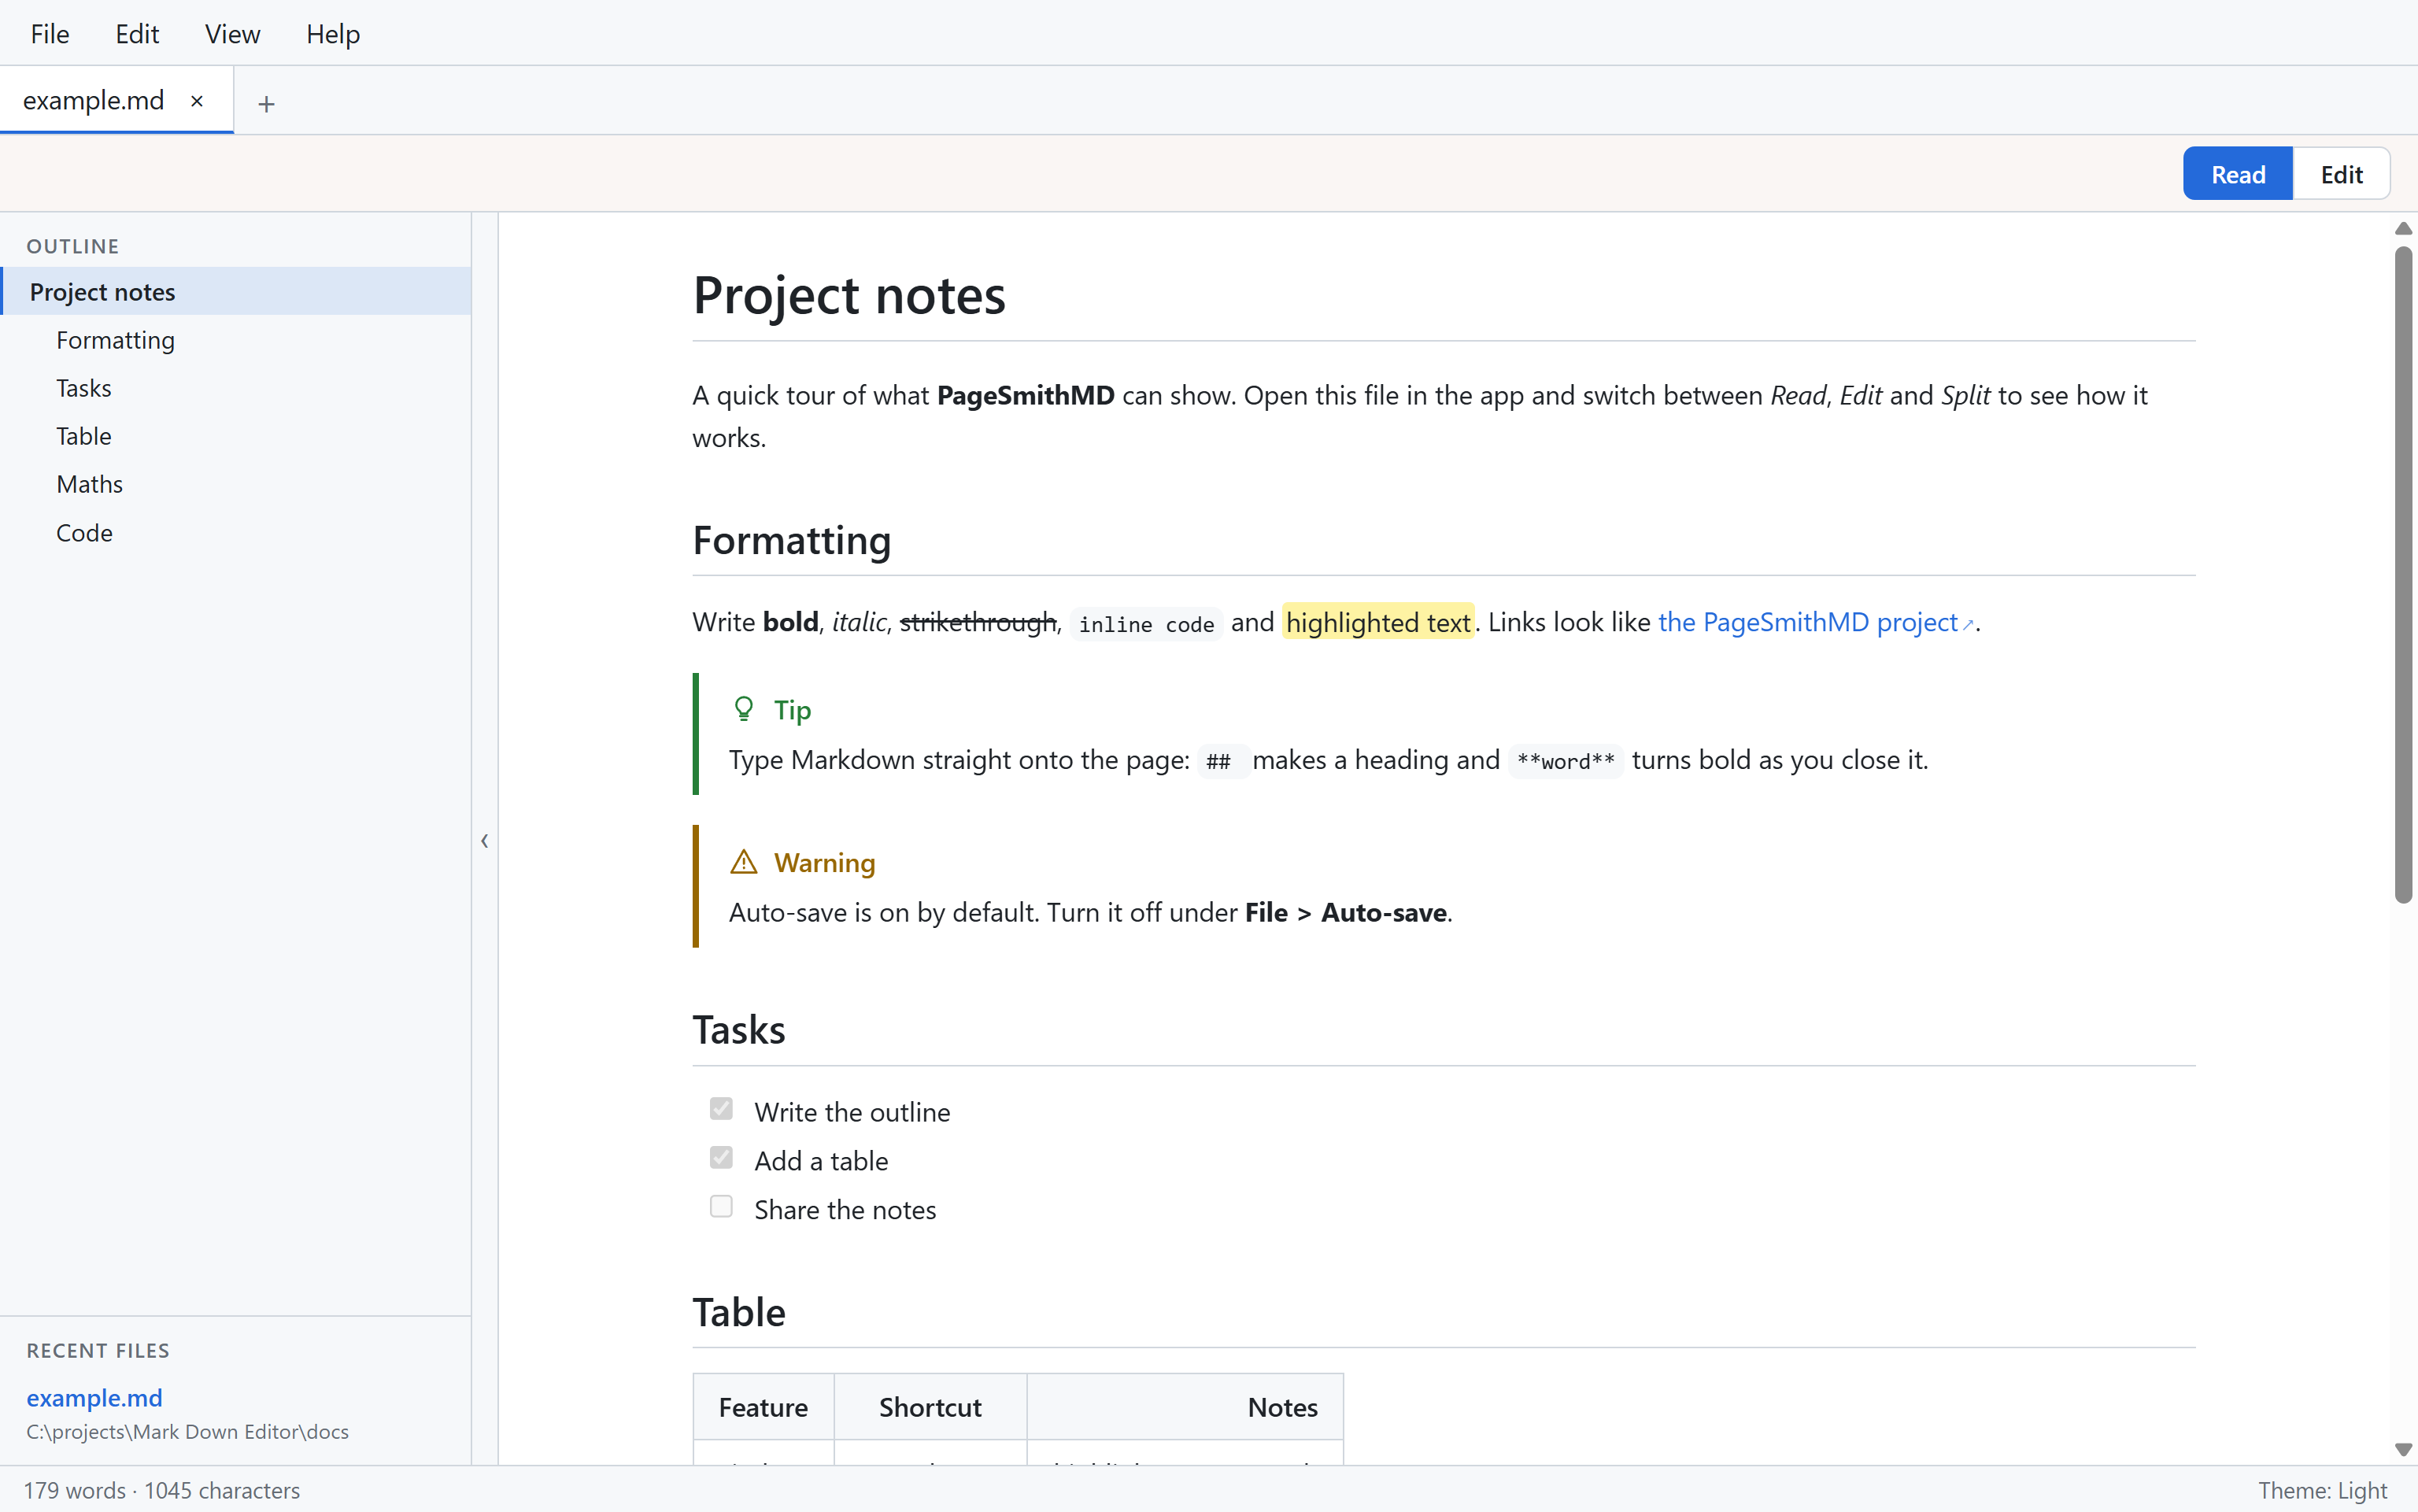 File Edit View Help
example.md × +
Read Edit
OUTLINE
Project notes
Formatting
Tasks
Table
Maths
Code
Project notes
A quick tour of what PageSmithMD can show. Open this file in the app and switch between Read, Edit and Split to see how it
works.
Formatting
Write bold, italic, strikethrough, inline code and highlighted text. Links look like the PageSmithMD project↗.
Tip
Type Markdown straight onto the page: ## makes a heading and **word** turns bold as you close it.
Warning
Auto-save is on by default. Turn it off under File > Auto-save.
Tasks
Write the outline
Add a table
Share the notes
Table
Feature Shortcut Notes
RECENT FILES
example.md
C:\projects\Mark Down Editor\docs
179 words · 1045 characters
Theme: Light